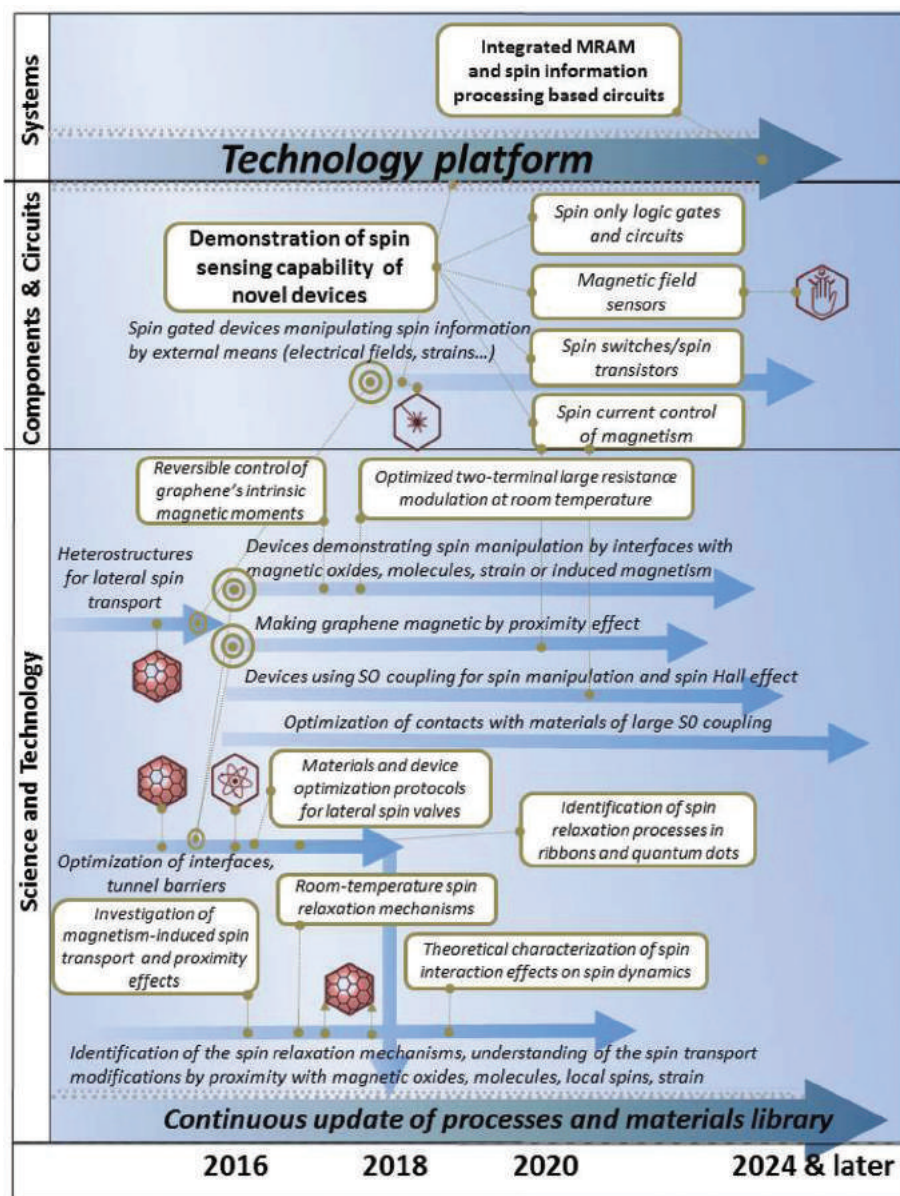 Systems
Integrated MRAM
and spin information
processing based circuits
Technology platform
Components & Circuits
Demonstration of spin
sensing capability of
novel devices
Spin only logic gates
and circuits
Magnetic field
sensors
Spin gated devices manipulating spin information
by external means (electrical fields, strains...)
Spin switches/spin
transistors
Spin current control
of magnetism
Science and Technology
Reversible control of
graphene's intrinsic
magnetic moments
Optimized two-terminal large resistance
modulation at room temperature
Heterostructures
for lateral spin
transport
Devices demonstrating spin manipulation by interfaces with
magnetic oxides, molecules, strain or induced magnetism
Making graphene magnetic by proximity effect
Devices using SO coupling for spin manipulation and spin Hall effect
Optimization of contacts with materials of large S0 coupling
Materials and device
optimization protocols
for lateral spin valves
Identification of spin
relaxation processes in
ribbons and quantum dots
Optimization of interfaces,
tunnel barriers
Room-temperature spin
relaxation mechanisms
Investigation of
magnetism-induced spin
transport and proximity
effects
Theoretical characterization of spin
interaction effects on spin dynamics
Identification of the spin relaxation mechanisms, understanding of the spin transport
modifications by proximity with magnetic oxides, molecules, local spins, strain
Continuous update of processes and materials library
2016 2018 2020 2024 & later